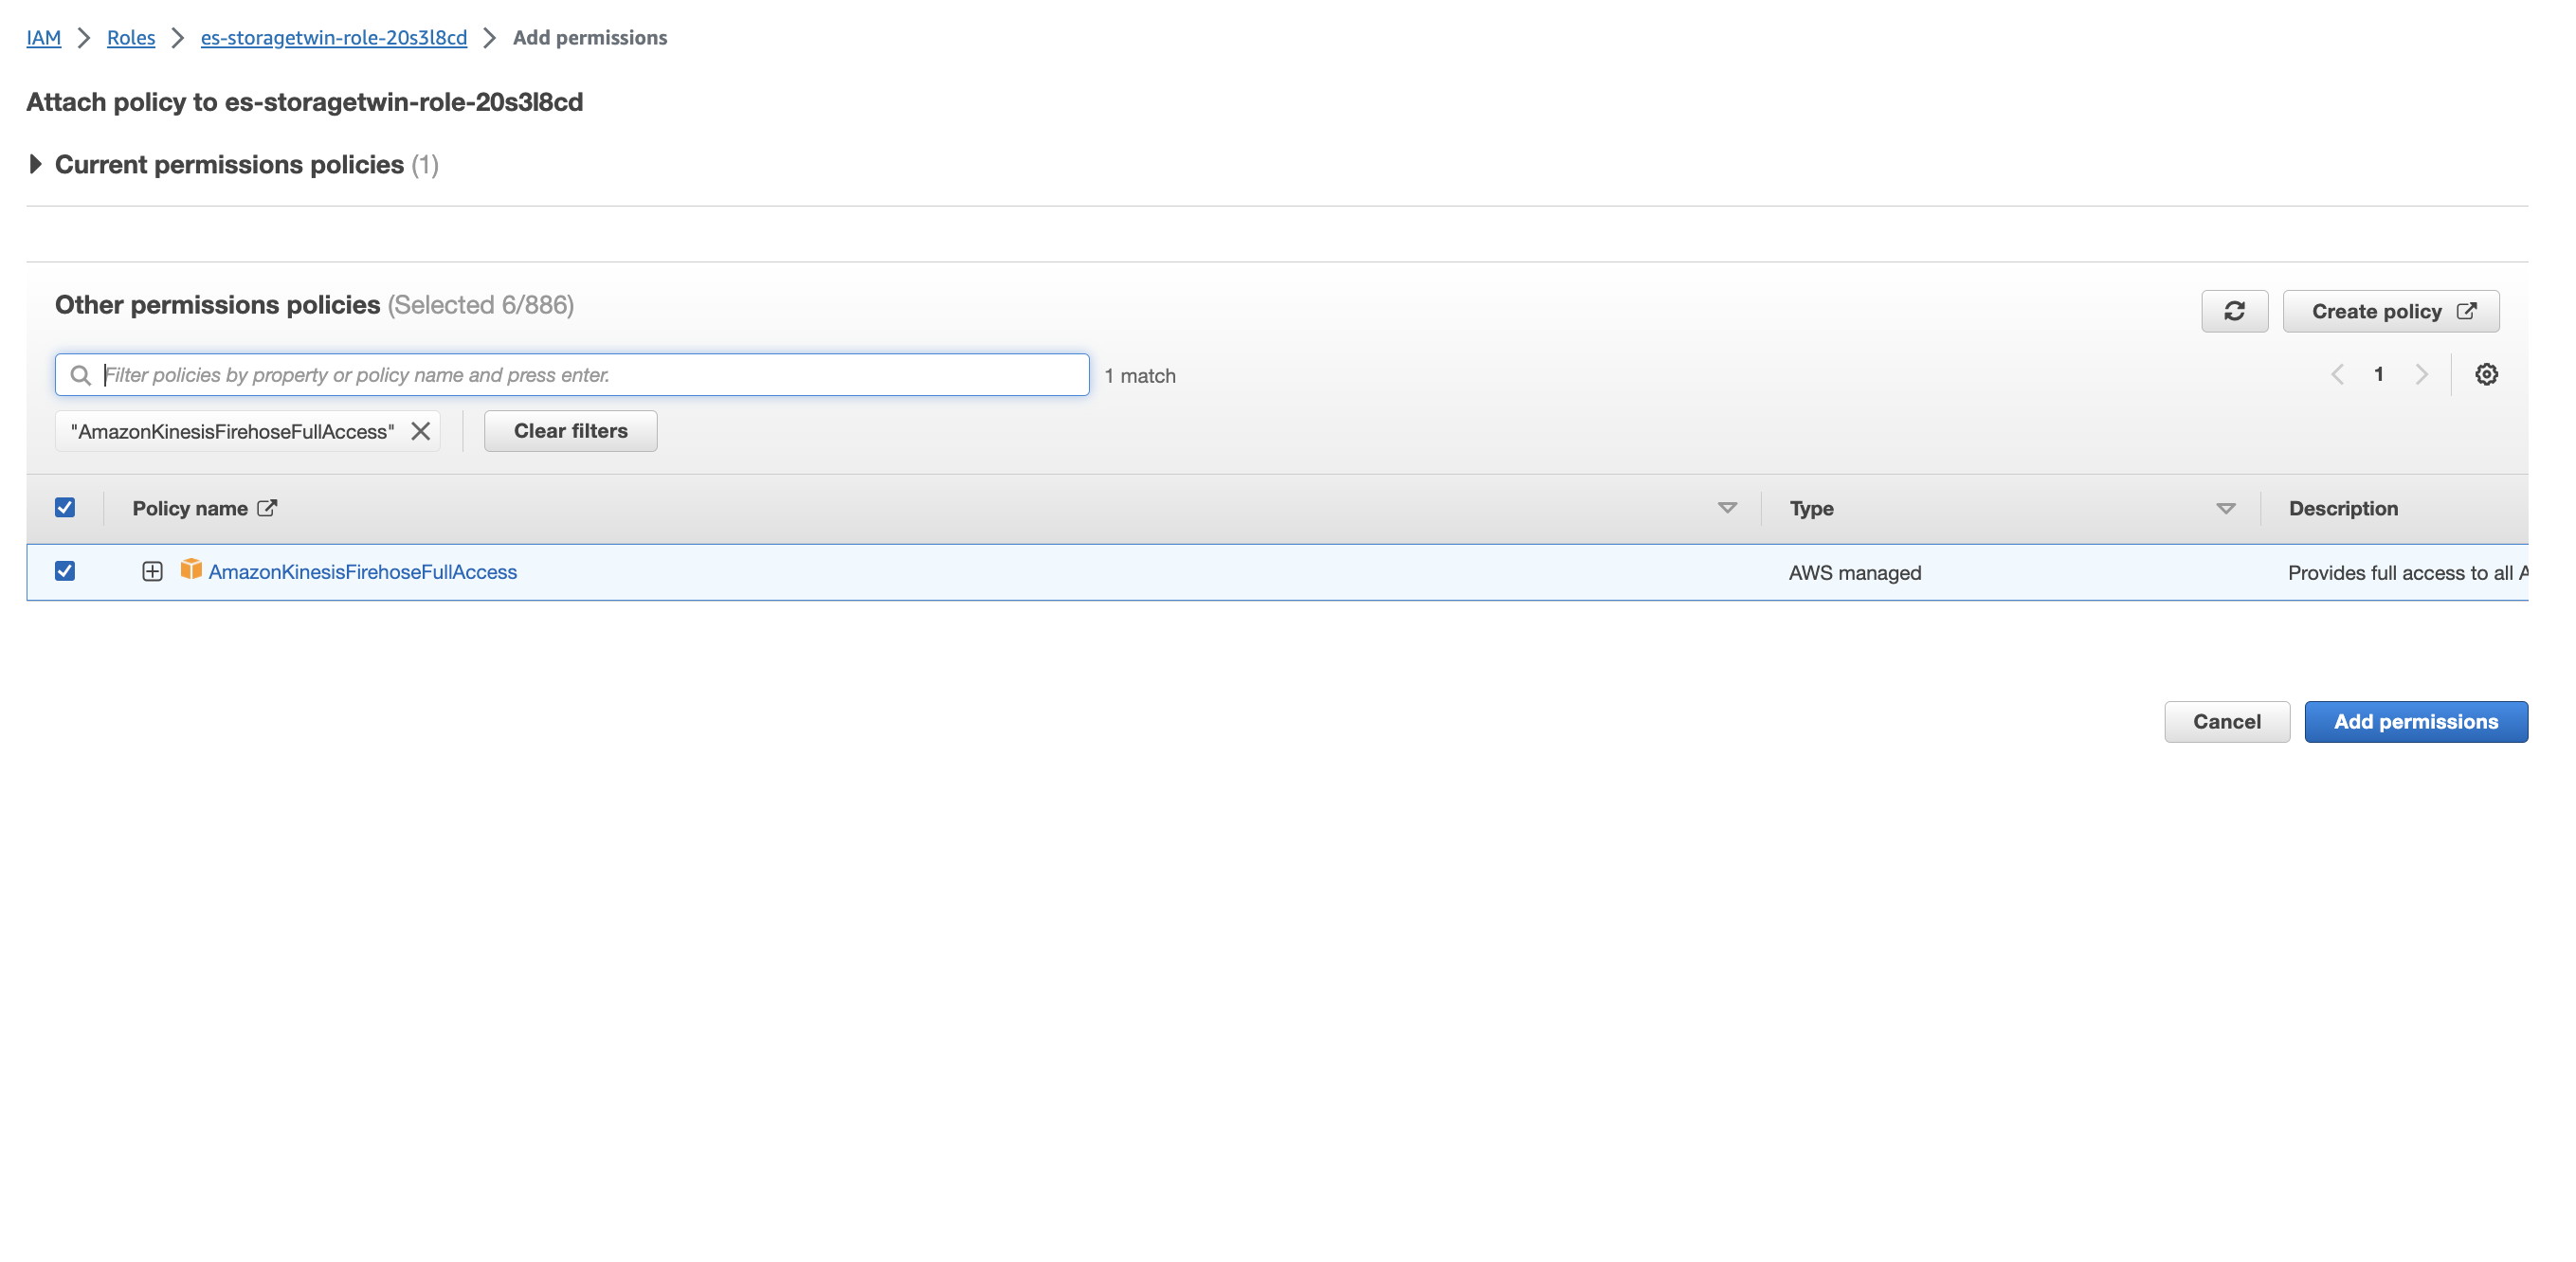 IAM > Roles > es-storagetwin-role-20s3l8cd > Add permissions
Attach policy to es-storagetwin-role-20s3l8cd
Current permissions policies (1)
Other permissions policies (Selected 6/886)
Create policy
Filter policies by property or policy name and press enter.
1 match
1
"AmazonKinesisFirehoseFullAccess"
Clear filters
Policy name
Type
Description
AmazonKinesisFirehoseFullAccess
AWS managed
Provides full access to all A
Cancel
Add permissions